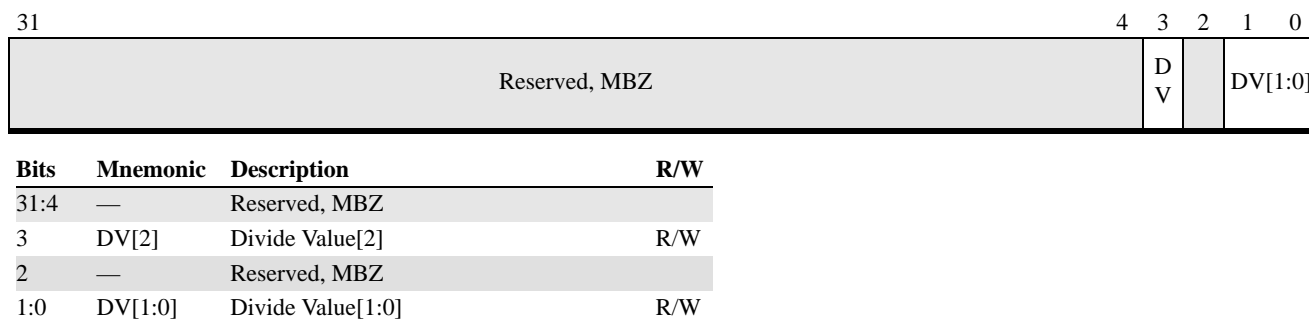 31 4 3 2 1 0
Reserved, MBZ D V DV[1:0]
Bits Mnemonic Description R/W
31:4 — Reserved, MBZ
3 DV[2] Divide Value[2] R/W
2 — Reserved, MBZ
1:0 DV[1:0] Divide Value[1:0] R/W